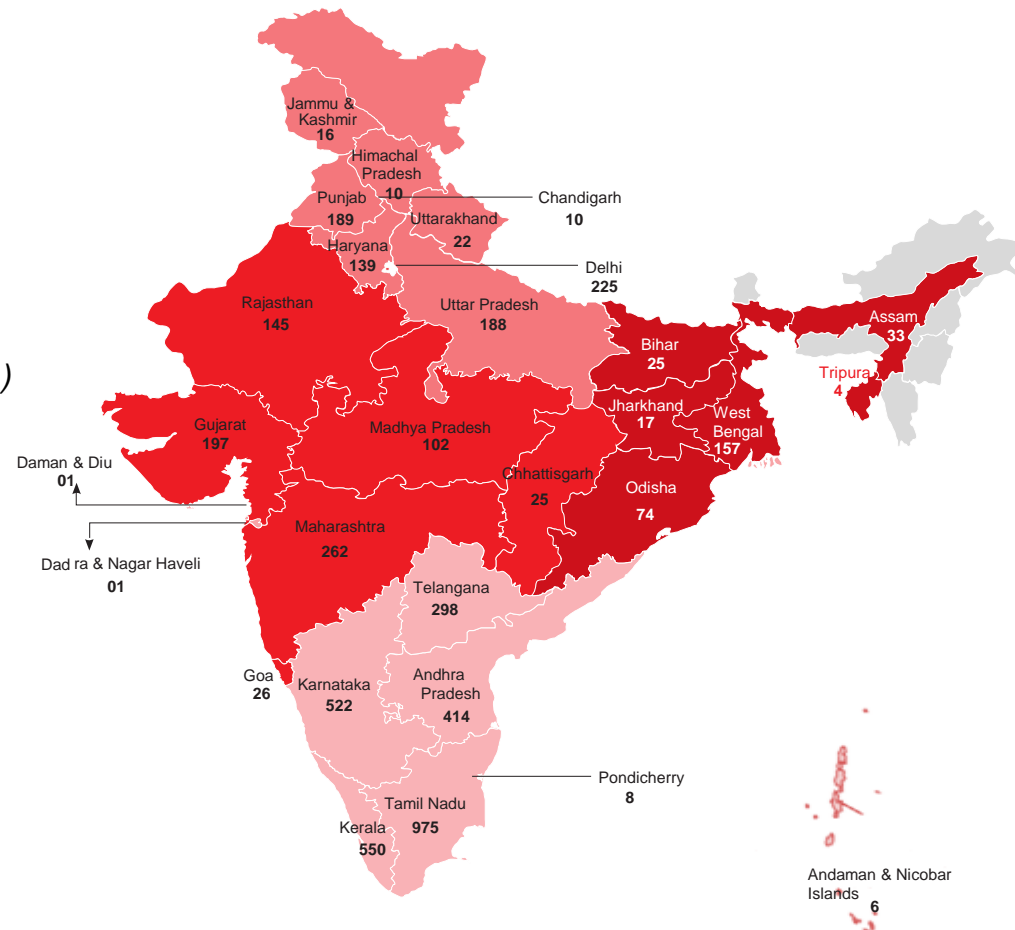 Jammu &
Kashmir
16
Himachal
Pradesh
10
Chandigarh
10
Punjab
189
Uttarakhand
22
Haryana
139
Delhi
225
Rajasthan
145
Uttar Pradesh
188
Assam
33
Bihar
25
)
Tripura
4
Jharkhand
17
West
Bengal
157
Gujarat
197
Madhya Pradesh
102
Daman & Diu
01
Chhattisgarh
25
Odisha
74
Maharashtra
262
Dad ra & Nagar Haveli
01
Telangana
298
Goa
26
Karnataka
522
Andhra
Pradesh
414
Pondicherry
8
Tamil Nadu
975
Kerala
550
Andaman & Nicobar
Islands
6